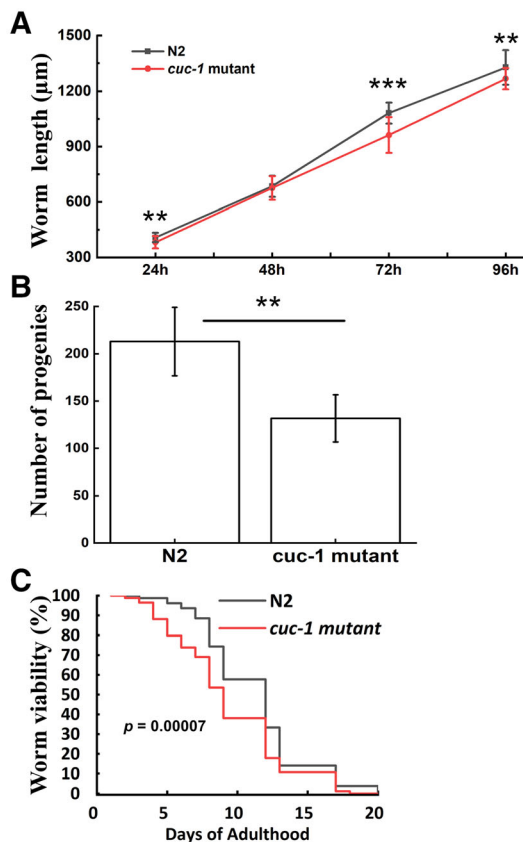 A
Worm length (μm)
1500
1200
900
600
300
N2
cuc-1 mutant
**
***
**
24h
48h
72h
96h
B
Number of progenies
250
200
150
100
50
0
**
N2
cuc-1 mutant
C
Worm viability (%)
100
90
80
70
60
50
40
30
20
10
0
N2
cuc-1 mutant
p = 0.00007
0
5
10
15
20
Days of Adulthood